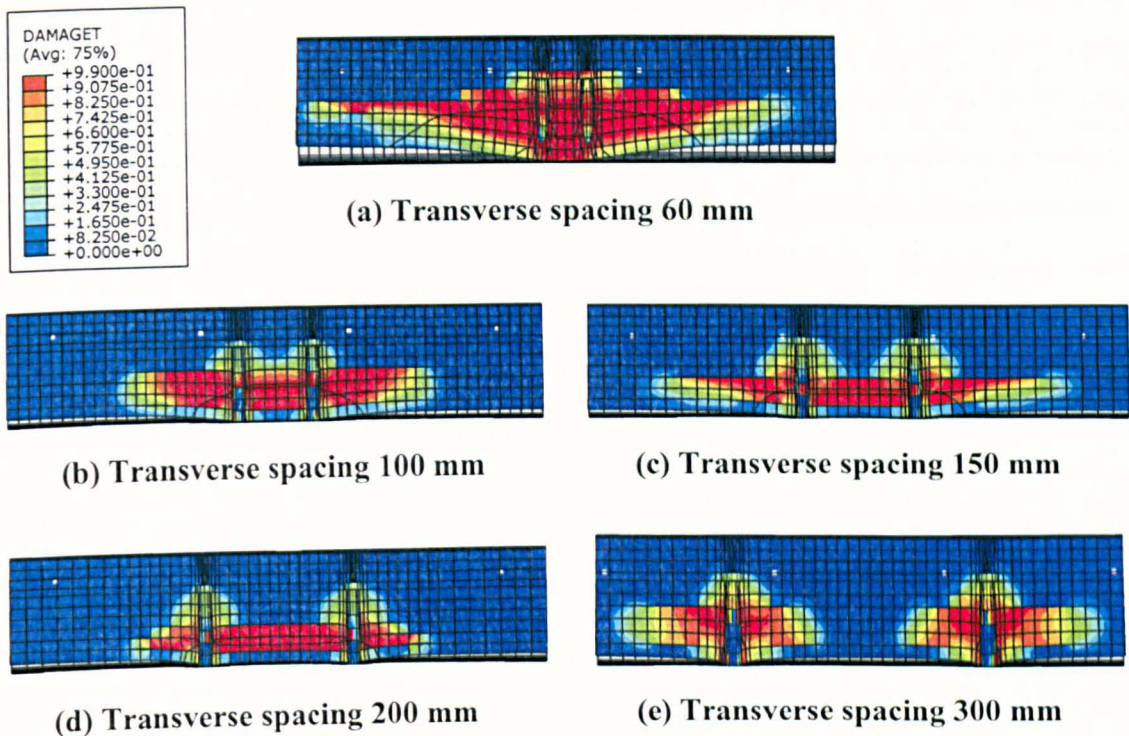 DAMAGET
(Avg: 75%)
+9.900e-01
+9.075e-01
+8.250e-01
+7.425e-01
+6.600e-01
+5.775e-01
+4.950e-01
+4.125e-01
+3.300e-01
+2.475e-01
+1.650e-01
+8.250e-02
+0.000e+00
(a) Transverse spacing 60 mm
(b) Transverse spacing 100 mm
(c) Transverse spacing 150 mm
(d) Transverse spacing 200 mm
(e) Transverse spacing 300 mm